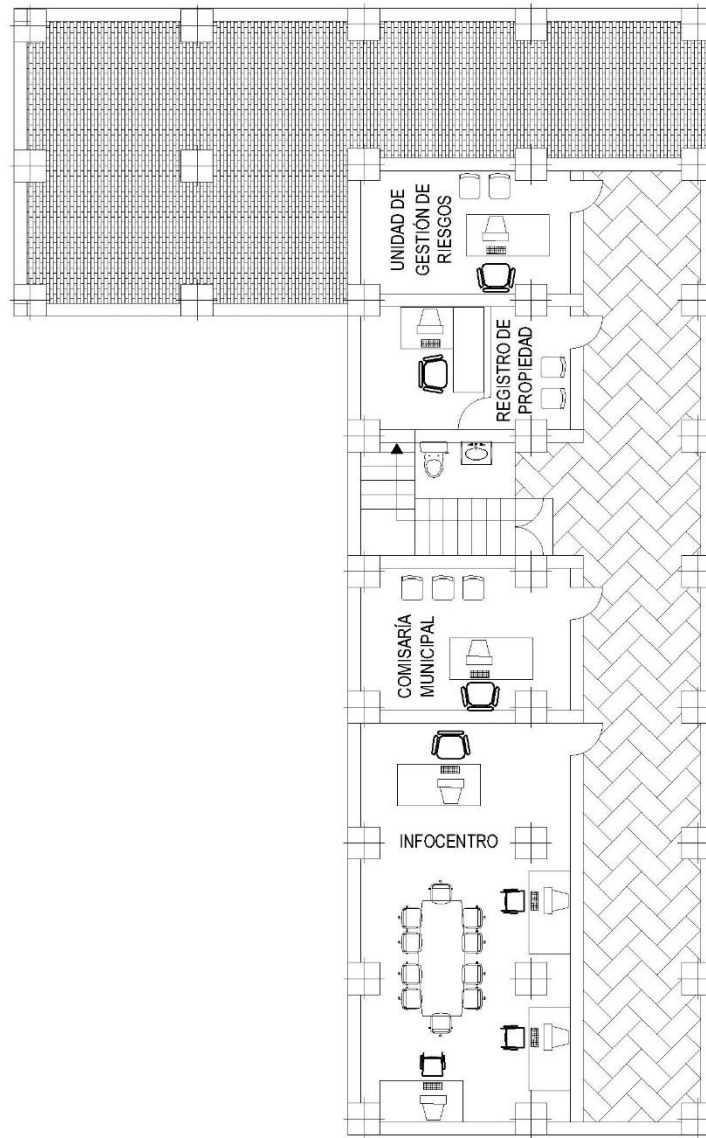 UNIDAD DE
GESTIÓN DE
RIESGOS
REGISTRO DE
PROPIEDAD
COMISARÍA
MUNICIPAL
INFOCENTRO